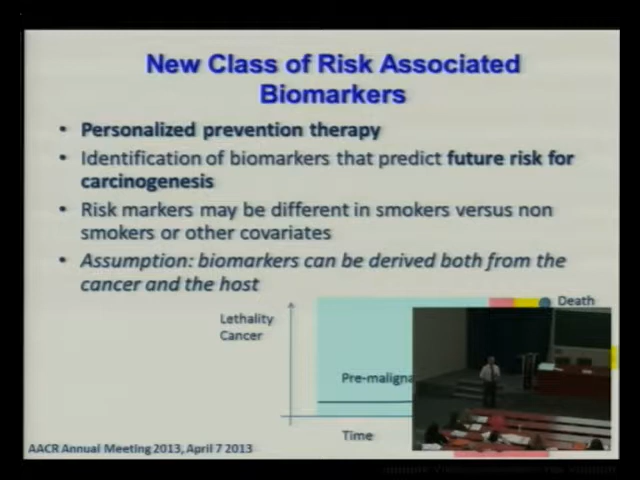 New Class of Risk Associated
Biomarkers
• Personalized prevention therapy
• Identification of biomarkers that predict future risk for
carcinogenesis
• Risk markers may be different in smokers versus non
smokers or other covariates
• Assumption: biomarkers can be derived both from the
cancer and the host
Death
Lethality
Cancer
Pre-maligna
Time
AACR Annual Meeting 2013, April 7 2013